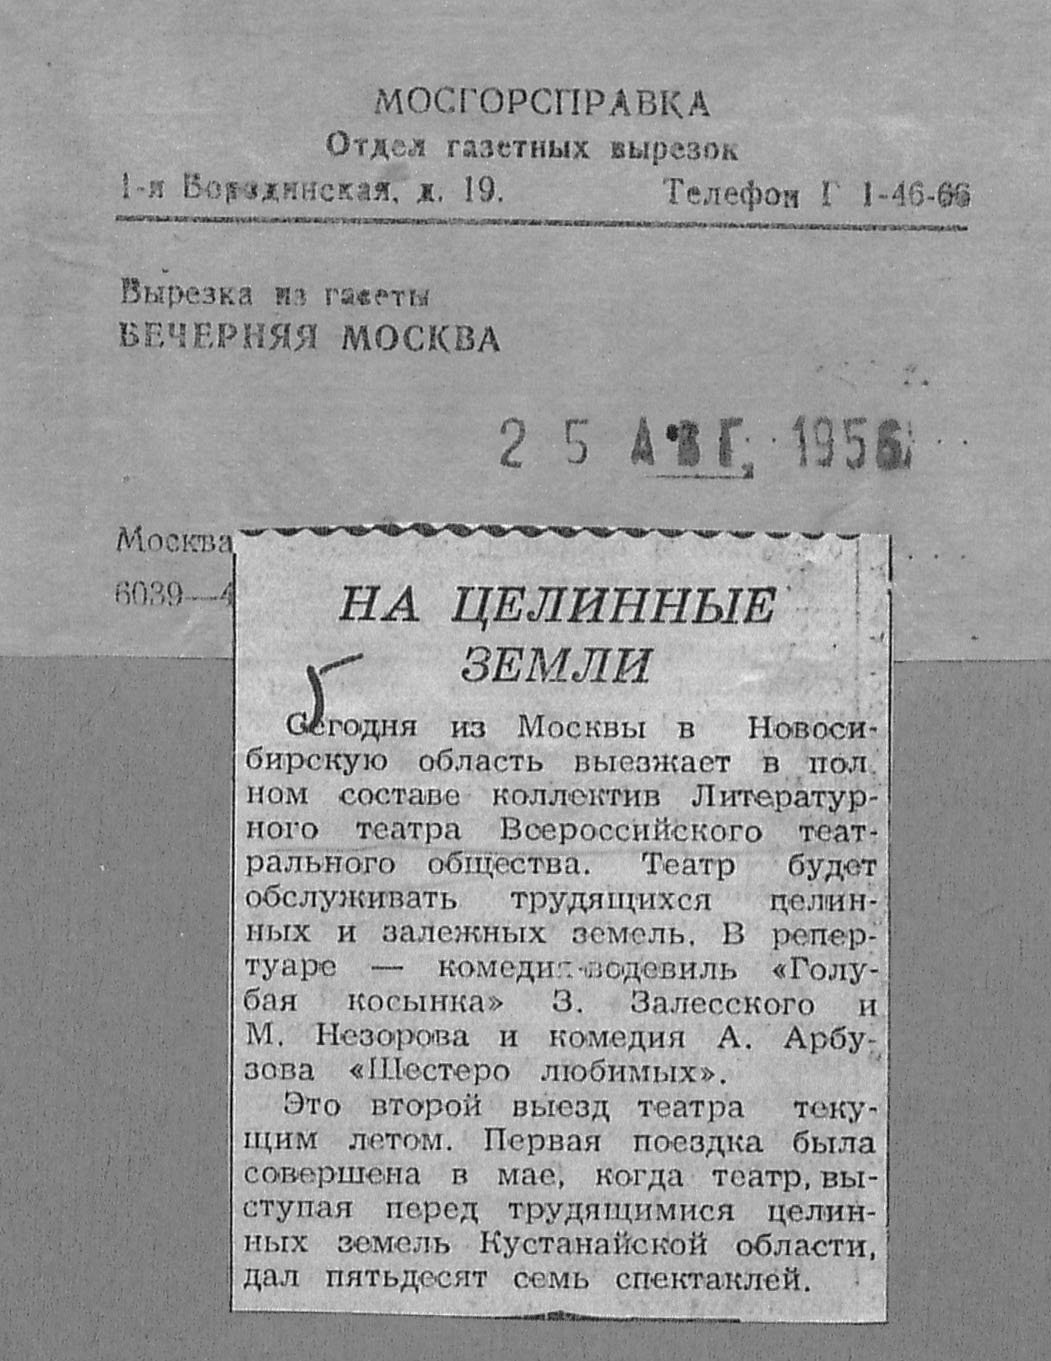 МОСГОРСПРАВКА
Отдел газетных вырезок
1-я Бородинская, д. 19. Телефон Г 1-46-66
Вырезка из газеты
ВЕЧЕРНЯЯ МОСКВА
25 АВГ. 1956
Москва
6039—4
НА ЦЕЛИННЫЕ
ЗЕМЛИ
Сегодня из Москвы в Новоси-
бирскую область выезжает в пол
ном составе коллектив Литератур-
ного театра Всероссийского теат-
рального общества. Театр будет
обслуживать трудящихся целин-
ных и залежных земель. В репер-
туаре — комедия-водевиль «Голу-
бая косынка» З. Залесского и
М. Незорова и комедия А. Арбу-
зова «Шестеро любимых».
Это второй выезд театра теку-
щим летом. Первая поездка была
совершена в мае, когда театр, вы-
ступая перед трудящимися целин-
ных земель Кустанайской области,
дал пятьдесят семь спектаклей.